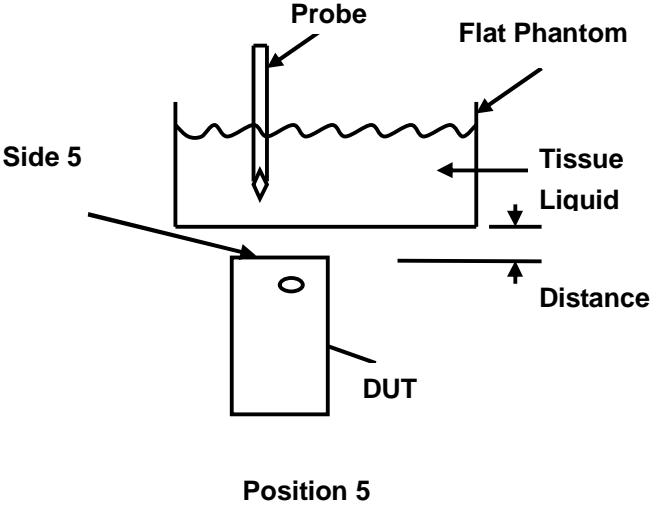 Probe
Flat Phantom
Side 5
Tissue
Liquid
Distance
DUT
Position 5